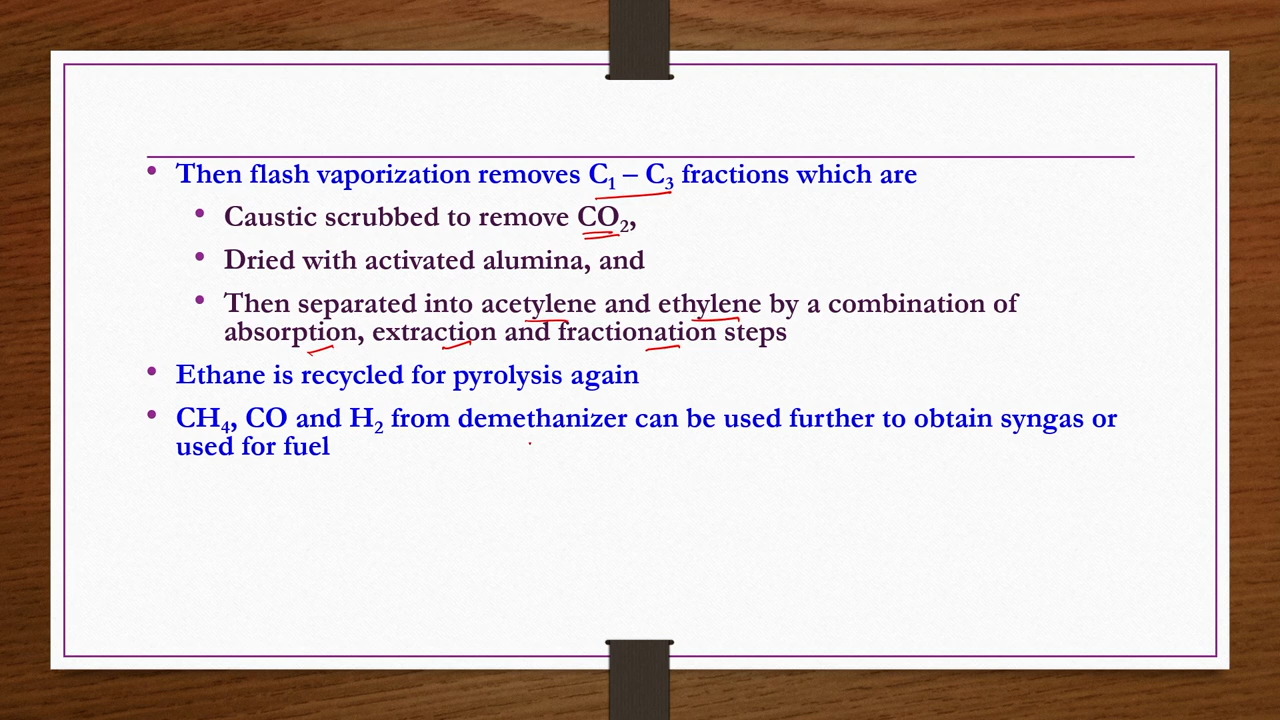 • Then flash vaporization removes C₁ – C₃ fractions which are
• Caustic scrubbed to remove CO₂,
• Dried with activated alumina, and
• Then separated into acetylene and ethylene by a combination of
absorption, extraction and fractionation steps
• Ethane is recycled for pyrolysis again
• CH₄, CO and H₂ from demethanizer can be used further to obtain syngas or
used for fuel